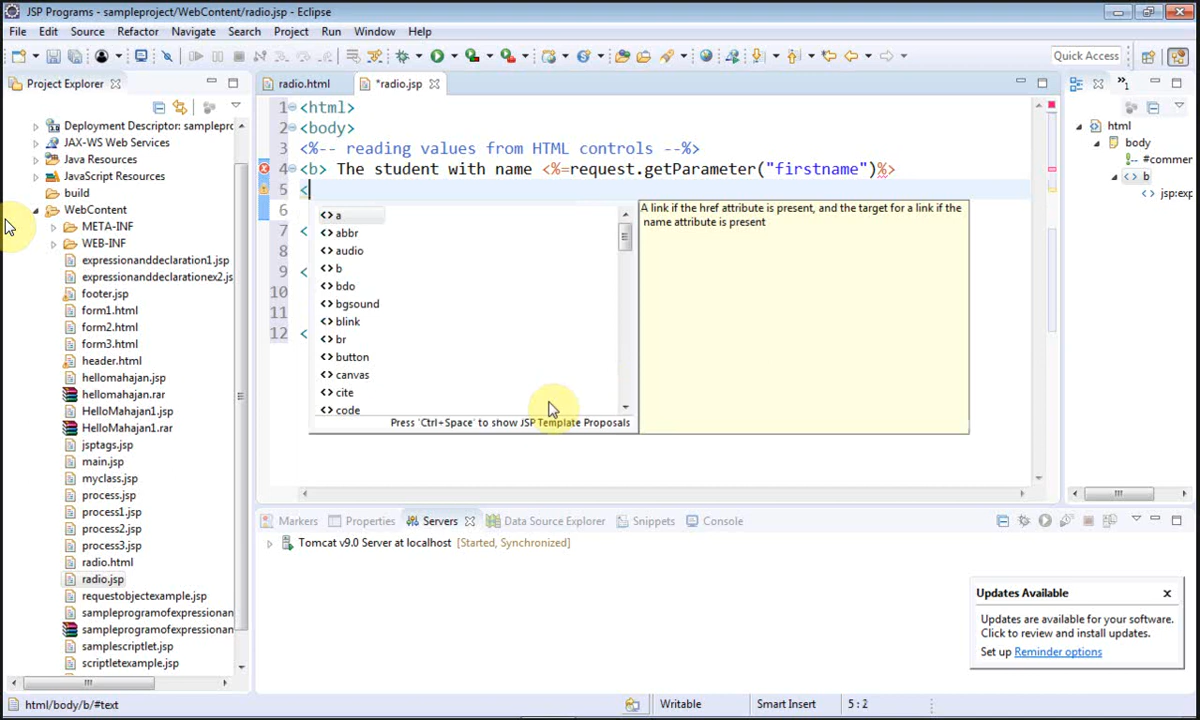 JSP Programs - sampleproject/WebContent/radio.jsp - Eclipse
File Edit Source Refactor Navigate Search Project Run Window Help
Quick Access
Project Explorer
radio.html
*radio.jsp
Deployment Descriptor: samplepro
JAX-WS Web Services
Java Resources
JavaScript Resources
build
WebContent
META-INF
WEB-INF
expressionanddeclaration1.jsp
expressionanddeclarationex2.js
footer.jsp
form1.html
form2.html
form3.html
header.html
hellomahajan.jsp
hellomahajan.rar
HelloMahajan1.jsp
HelloMahajan1.rar
jsptags.jsp
main.jsp
myclass.jsp
process.jsp
process1.jsp
process2.jsp
process3.jsp
radio.html
radio.jsp
requestobjectexample.jsp
sampleprogramofexpressionan
sampleprogramofexpressionan
samplescriptlet.jsp
scriptletexample.jsp
1 <html>
2 <body>
3 <%-- reading values from HTML controls --%>
4 <b> The student with name <%=request.getParameter("firstname")%>
5 <
6
7 <
8
9 <
10
11
12 <
<> a
<> abbr
<> audio
<> b
<> bdo
<> bgsound
<> blink
<> br
<> button
<> canvas
<> cite
<> code
Press 'Ctrl+Space' to show JSP Template Proposals
A link if the href attribute is present, and the target for a link if the
name attribute is present
»1
html
body
#commer
<> b
<> jsp:exp
Markers Properties Servers Data Source Explorer Snippets Console
Tomcat v9.0 Server at localhost [Started, Synchronized]
Updates Available
Updates are available for your software.
Click to review and install updates.
Set up Reminder options
html/body/b/#text
Writable
Smart Insert
5 : 2